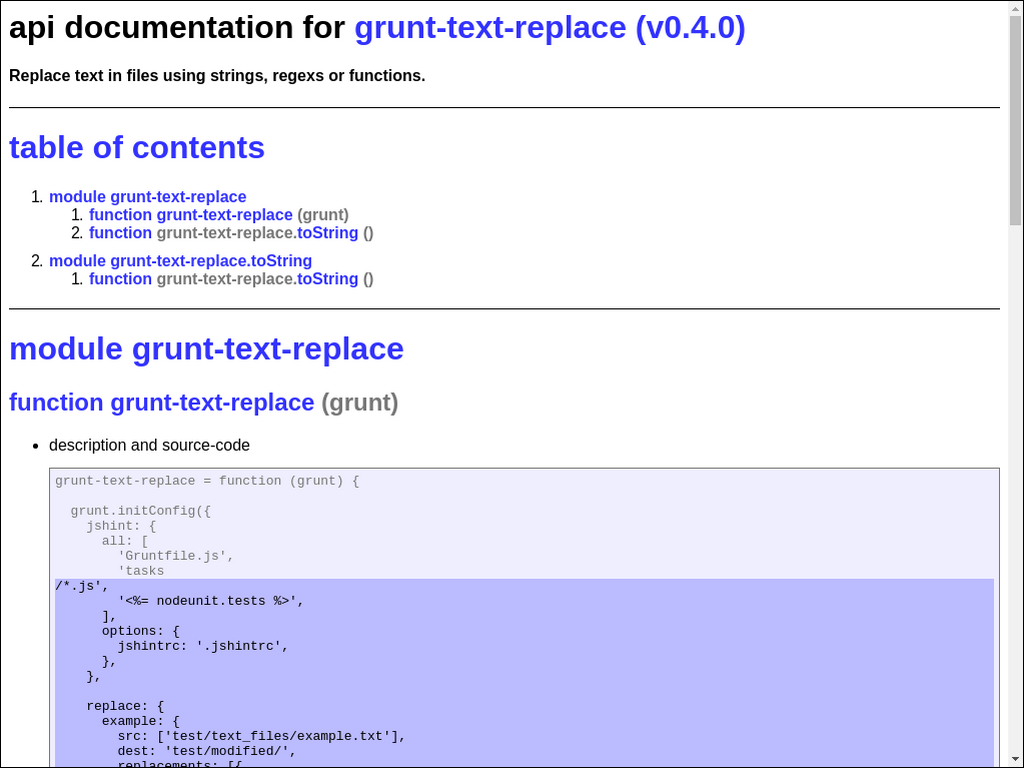 api documentation for grunt-text-replace (v0.4.0)
Replace text in files using strings, regexs or functions.
table of contents
1. module grunt-text-replace
1. function grunt-text-replace (grunt)
2. function grunt-text-replace.toString ()
2. module grunt-text-replace.toString
1. function grunt-text-replace.toString ()
module grunt-text-replace
function grunt-text-replace (grunt)
• description and source-code
grunt-text-replace = function (grunt) {
grunt.initConfig({
jshint: {
all: [
'Gruntfile.js',
'tasks
/*.js',
'<%= nodeunit.tests %>',
],
options: {
jshintrc: '.jshintrc',
},
},
replace: {
example: {
src: ['test/text_files/example.txt'],
dest: 'test/modified/',
replacements: [{